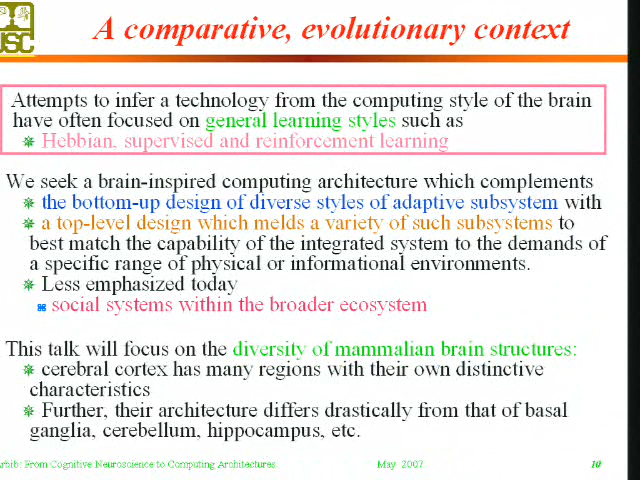 USC
A comparative, evolutionary context
Attempts to infer a technology from the computing style of the brain
have often focused on general learning styles such as
Hebbian, supervised and reinforcement learning
We seek a brain-inspired computing architecture which complements
the bottom-up design of diverse styles of adaptive subsystem with
a top-level design which melds a variety of such subsystems to
best match the capability of the integrated system to the demands of
a specific range of physical or informational environments.
Less emphasized today
social systems within the broader ecosystem
This talk will focus on the diversity of mammalian brain structures:
cerebral cortex has many regions with their own distinctive
characteristics
Further, their architecture differs drastically from that of basal
ganglia, cerebellum, hippocampus, etc.
Arbib: From Cognitive Neuroscience to Computing Architectures May 2007 10